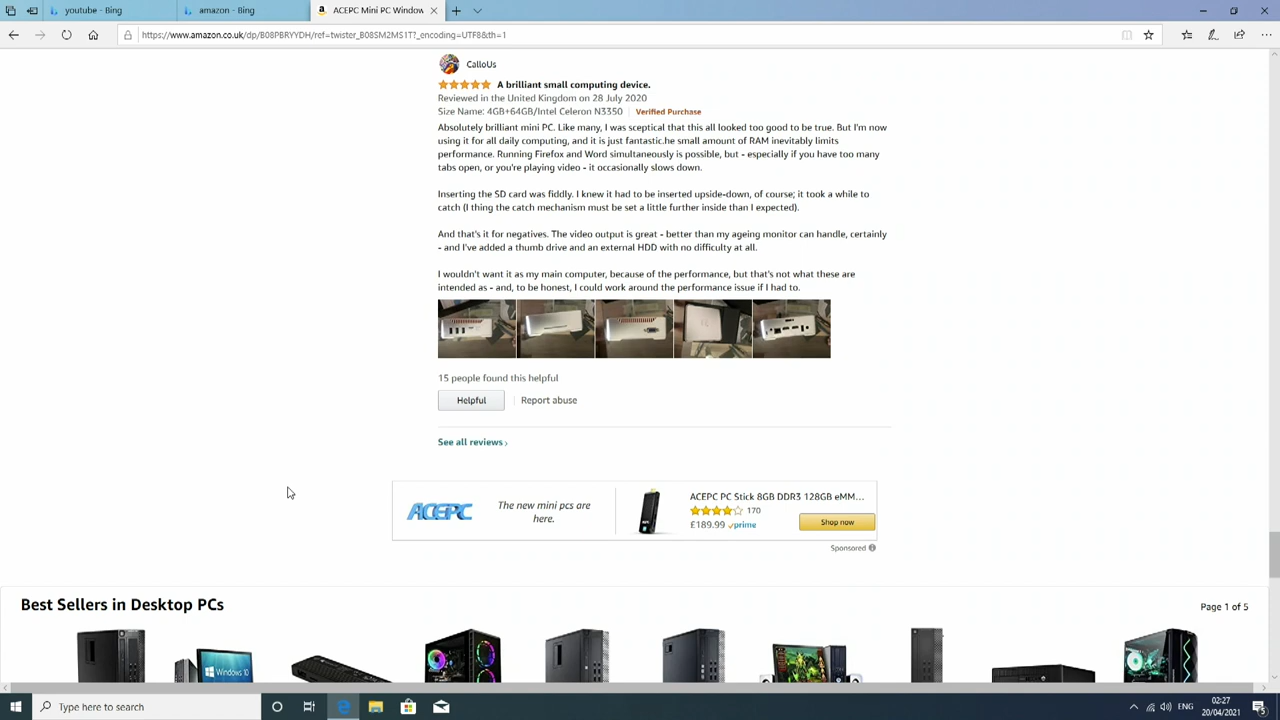 youtube - Bing
amazon - Bing
ACEPC Mini PC Window
https://www.amazon.co.uk/dp/B08PBRYYDH/ref=twister_B08SM2MS1T?_encoding=UTF8&th=1
CalloUs
A brilliant small computing device.
Reviewed in the United Kingdom on 28 July 2020
Size Name: 4GB+64GB/Intel Celeron N3350 | Verified Purchase
Absolutely brilliant mini PC. Like many, I was sceptical that this all looked too good to be true. But I'm now
using it for all daily computing, and it is just fantastic.he small amount of RAM inevitably limits
performance. Running Firefox and Word simultaneously is possible, but - especially if you have too many
tabs open, or you're playing video - it occasionally slows down.
Inserting the SD card was fiddly. I knew it had to be inserted upside-down, of course; it took a while to
catch (I thing the catch mechanism must be set a little further inside than I expected).
And that's it for negatives. The video output is great - better than my ageing monitor can handle, certainly
- and I've added a thumb drive and an external HDD with no difficulty at all.
I wouldn't want it as my main computer, because of the performance, but that's not what these are
intended as - and, to be honest, I could work around the performance issue if I had to.
15 people found this helpful
Helpful | Report abuse
See all reviews ›
ACEPC
The new mini pcs are
here.
ACEPC PC Stick 8GB DDR3 128GB eMM...
170
£189.99 prime
Shop now
Sponsored
Best Sellers in Desktop PCs
Page 1 of 5
Windows 10
Type here to search
ENG
02:27
20/04/2021
5